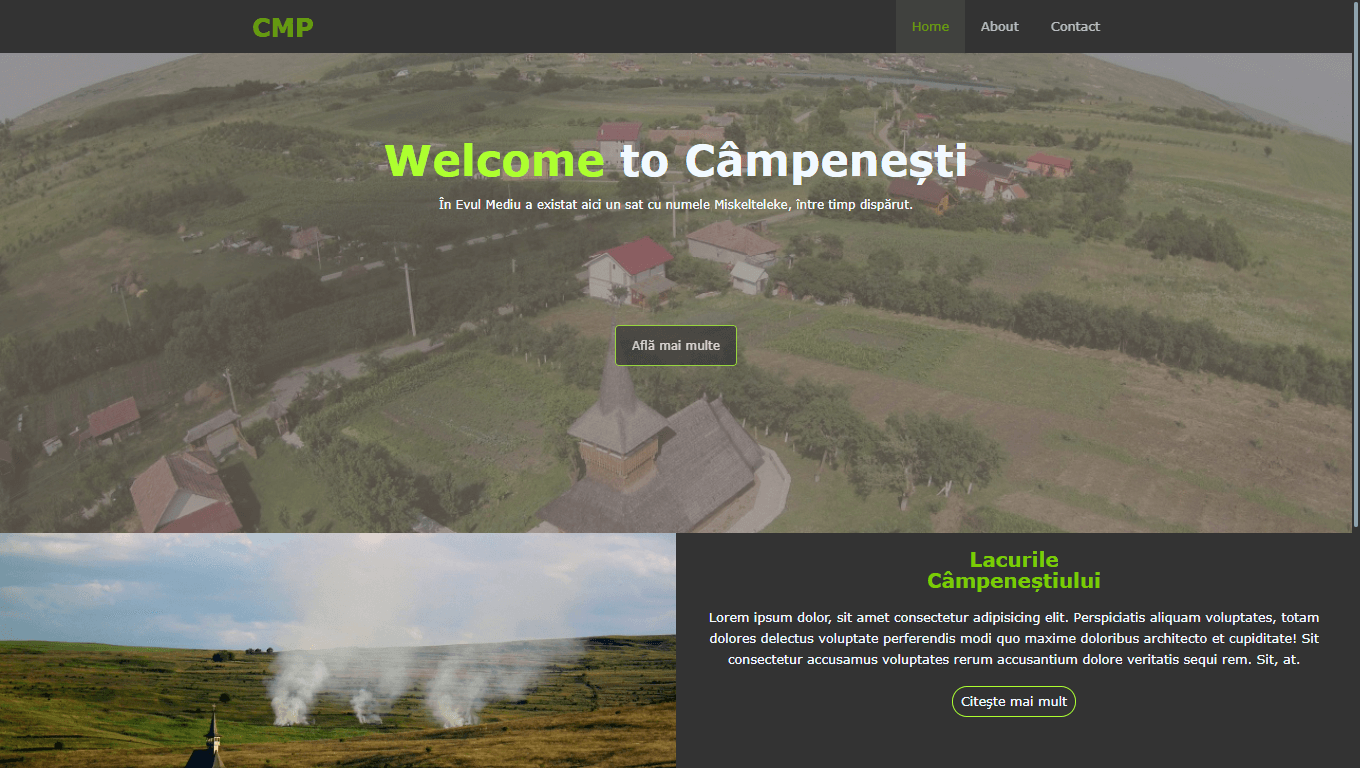 CMP
Home About Contact
Welcome to Câmpenești
În Evul Mediu a existat aici un sat cu numele Miskelteleke, între timp dispărut.
Află mai multe
Lacurile
Câmpeneștiului
Lorem ipsum dolor, sit amet consectetur adipisicing elit. Perspiciatis aliquam voluptates, totam
dolores delectus voluptate perferendis modi quo maxime doloribus architecto et cupiditate! Sit
consectetur accusamus voluptates rerum accusantium dolore veritatis sequi rem. Sit, at.
Citeşte mai mult